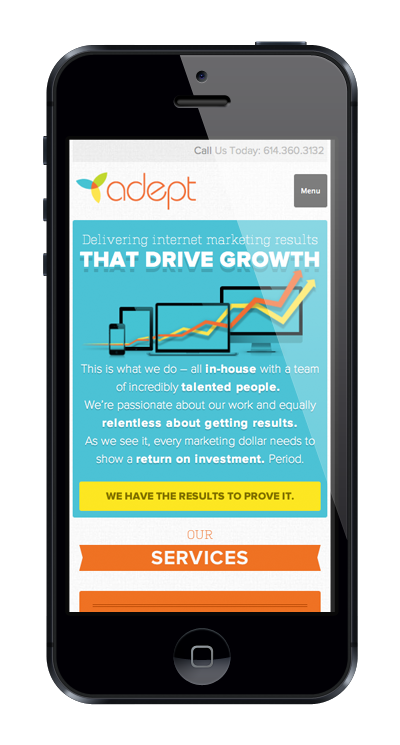 Call Us Today: 614.360.3132
adept
Menu
Delivering internet marketing results
THAT DRIVE GROWTH
This is what we do – all in-house with a team
of incredibly talented people.
We're passionate about our work and equally
relentless about getting results.
As we see it, every marketing dollar needs to
show a return on investment. Period.
WE HAVE THE RESULTS TO PROVE IT.
OUR
SERVICES